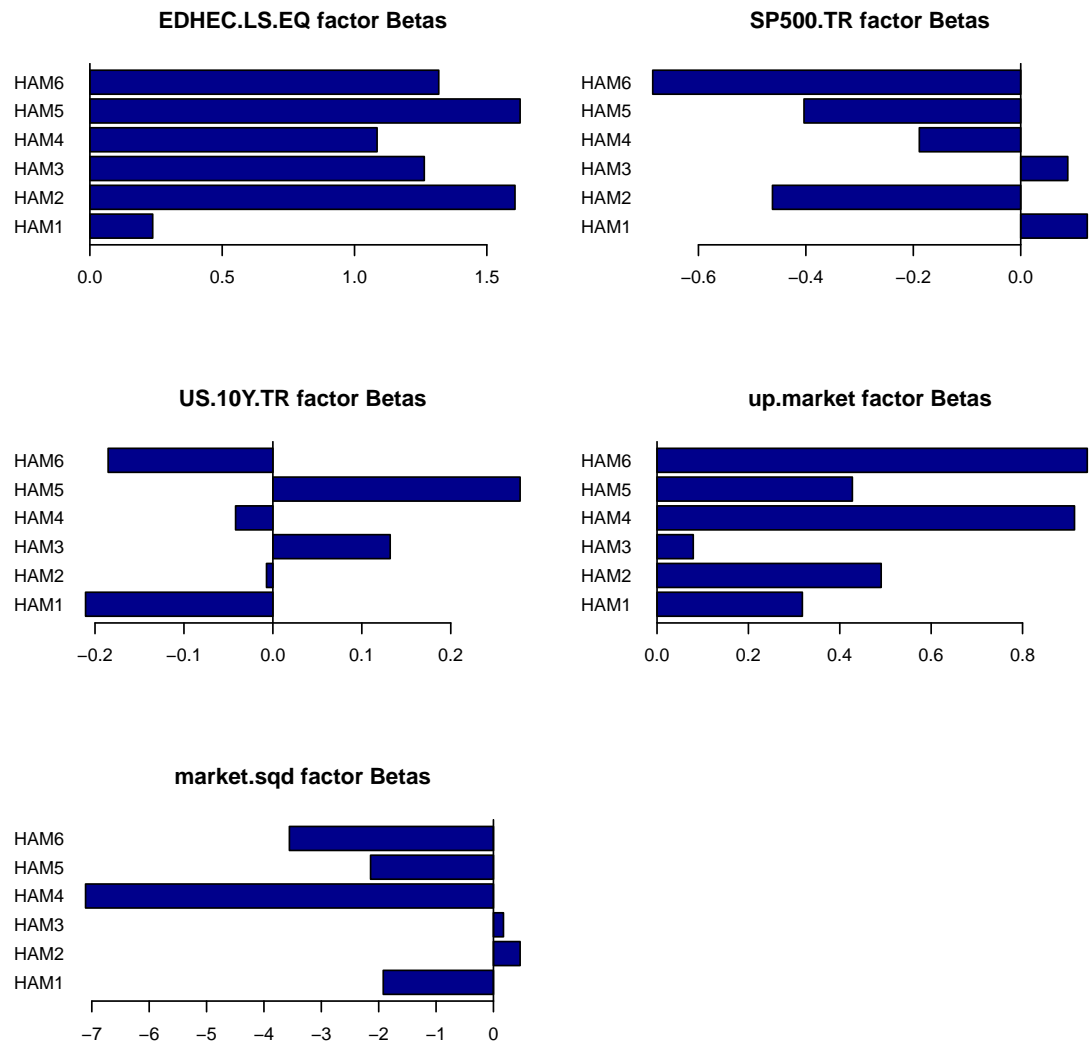 EDHEC.LS.EQ factor Betas
HAM6
HAM5
HAM4
HAM3
HAM2
HAM1
0.0 0.5 1.0 1.5
SP500.TR factor Betas
HAM6
HAM5
HAM4
HAM3
HAM2
HAM1
−0.6 −0.4 −0.2 0.0
US.10Y.TR factor Betas
HAM6
HAM5
HAM4
HAM3
HAM2
HAM1
−0.2 −0.1 0.0 0.1 0.2
up.market factor Betas
HAM6
HAM5
HAM4
HAM3
HAM2
HAM1
0.0 0.2 0.4 0.6 0.8
market.sqd factor Betas
HAM6
HAM5
HAM4
HAM3
HAM2
HAM1
−7 −6 −5 −4 −3 −2 −1 0